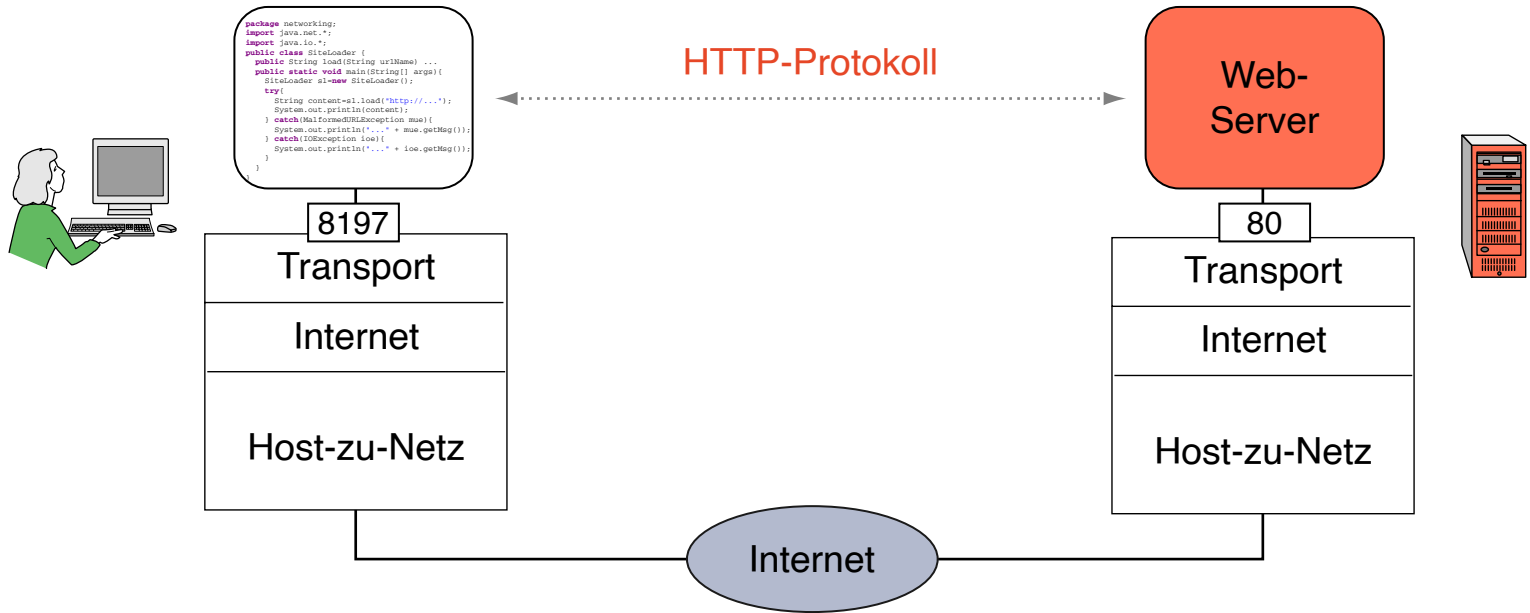 package networking;
import java.net.*;
import java.io.*;
public class SiteLoader {
public String load(String urlName) ...
public static void main(String[] args){
SiteLoader sl=new SiteLoader();
try{
String content=sl.load("http://...");
System.out.println(content);
} catch(MalformedURLException mue){
System.out.println("..." + mue.getMsg());
} catch(IOException ioe){
System.out.println("..." + ioe.getMsg());
}
}
}
HTTP-Protokoll
Web-
Server
8197
Transport
Internet
Host-zu-Netz
80
Transport
Internet
Host-zu-Netz
Internet